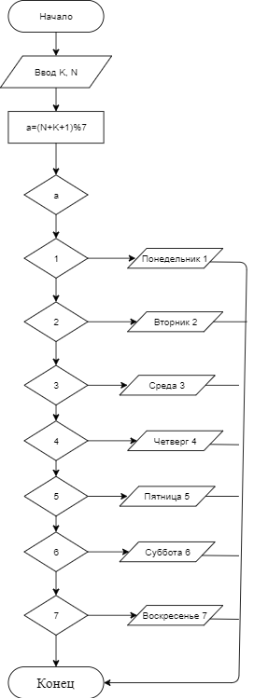 Начало
Ввод K, N
a=(N+K+1)%7
a
1
Понедельник 1
2
Вторник 2
3
Среда 3
4
Четверг 4
5
Пятница 5
6
Суббота 6
7
Воскресенье 7
Конец